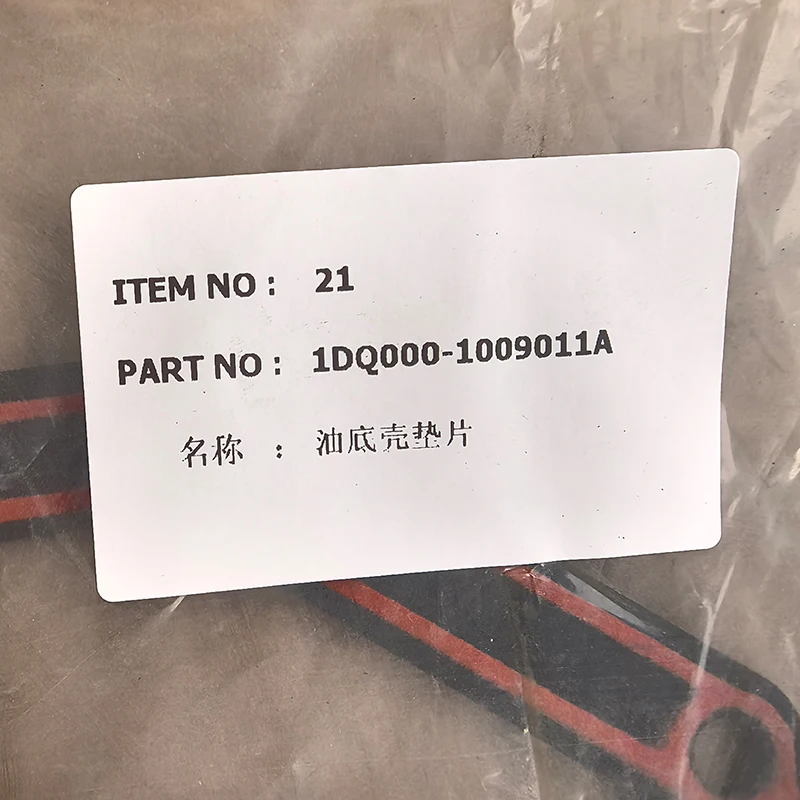 ITEM NO： 21
PART NO： 1DQ000-1009011A
名称 ： 油底壳垫片